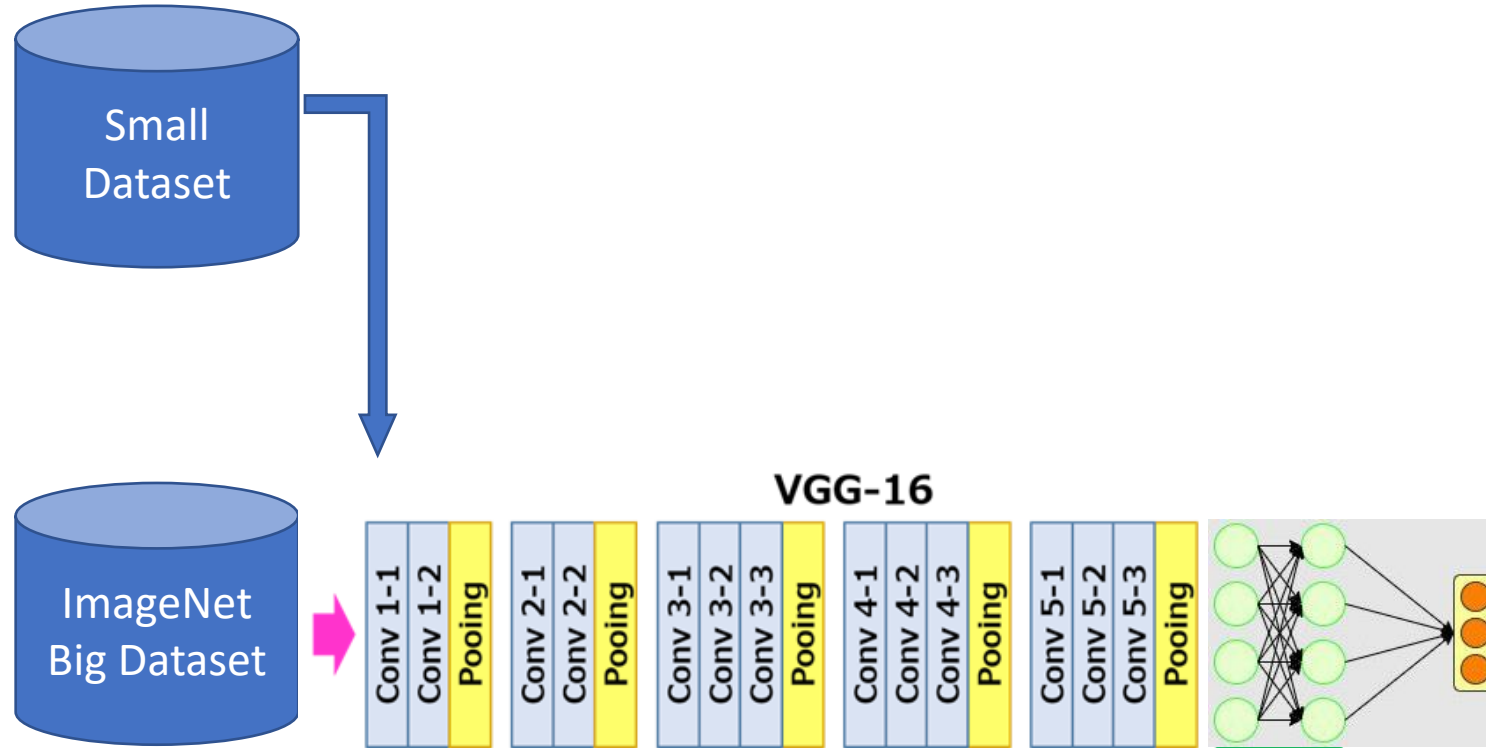 Small
Dataset
VGG-16
ImageNet
Big Dataset
Conv 1-1
Conv 1-2
Pooing
Conv 2-1
Conv 2-2
Pooing
Conv 3-1
Conv 3-2
Conv 3-3
Pooing
Conv 4-1
Conv 4-2
Conv 4-3
Pooing
Conv 5-1
Conv 5-2
Conv 5-3
Pooing